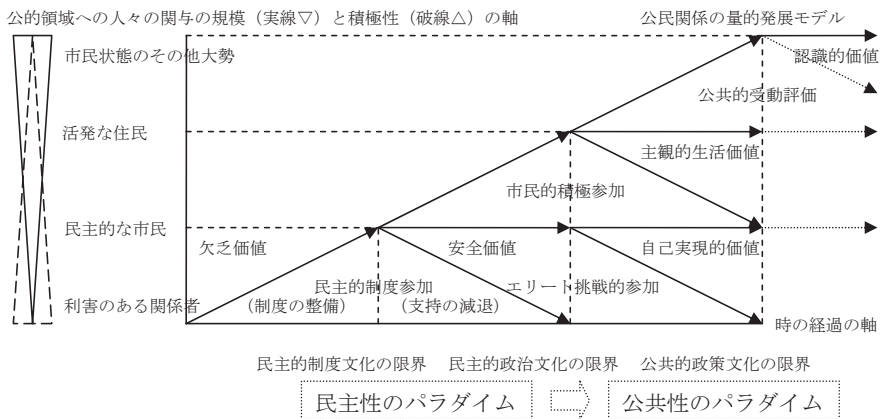 公的領域への人々の関与の規模（実線▽）と積極性（破線△）の軸
公民関係の量的発展モデル
市民状態のその他大勢
認識的価値
公共的受動評価
活発な住民
主観的生活価値
市民的積極参加
民主的な市民
欠乏価値
安全価値
自己実現的価値
民主的制度参加
エリート挑戦的参加
利害のある関係者
（制度の整備）
（支持の減退）
時の経過の軸
民主的制度文化の限界
民主的政治文化の限界
公共的政策文化の限界
民主性のパラダイム
公共性のパラダイム